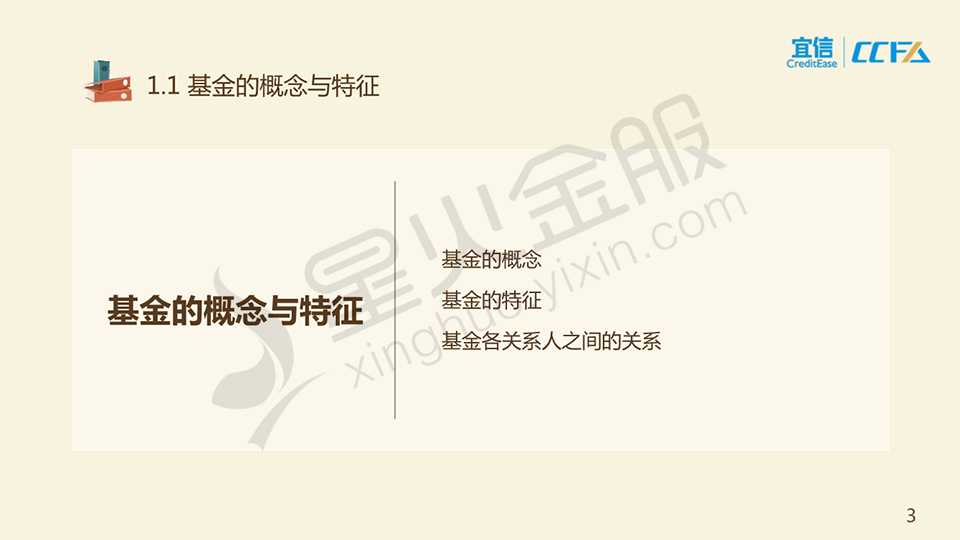 宜信
CreditEase
CCFA
1.1 基金的概念与特征
星火金服
xinghuo.yixin.com
基金的概念与特征
基金的概念
基金的特征
基金各关系人之间的关系
3